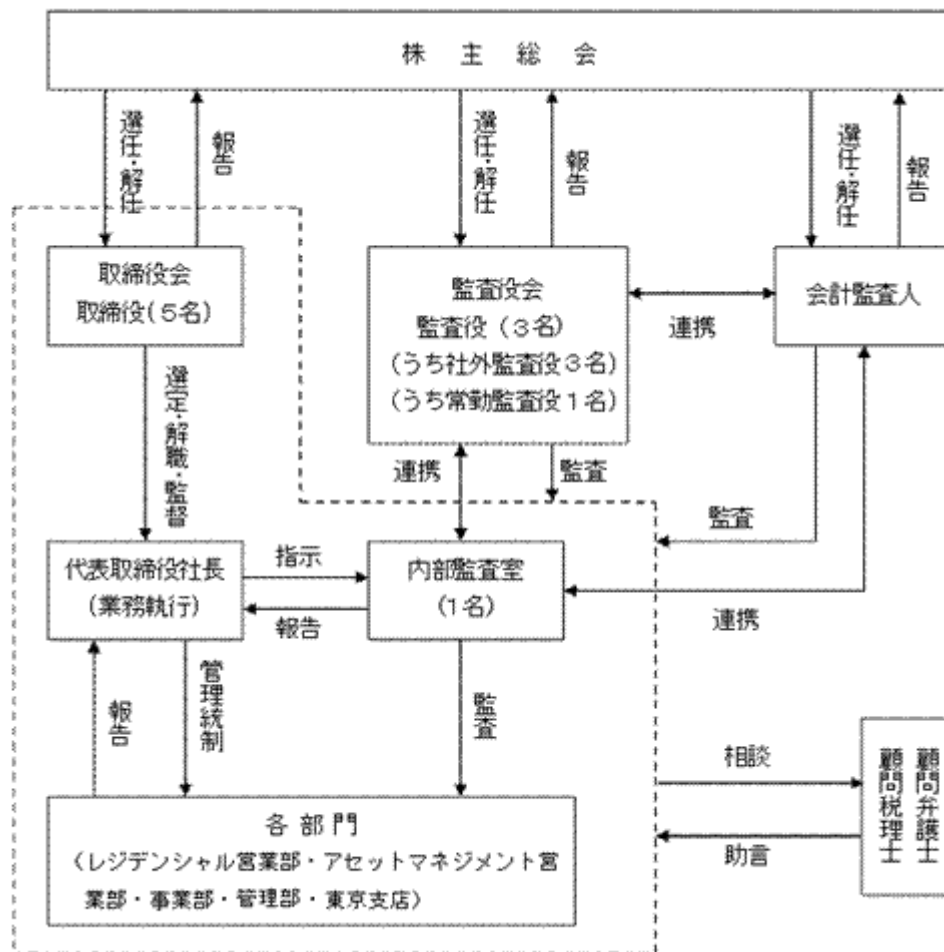 株主総会
選任・解任
報告
選任・解任
報告
選任・解任
報告
取締役会
取締役(5名)
監査役会
監査役(3名)
(うち社外監査役3名)
(うち常勤監査役1名)
会計監査人
連携
選定・解職・監督
連携
監査
監査
代表取締役社長
(業務執行)
指示
報告
内部監査室
(1名)
連携
報告
管理統制
監査
各部門
(レジデンシャル営業部・アセットマネジメント営
業部・事業部・管理部・東京支店)
相談
助言
顧問弁護士
顧問税理士